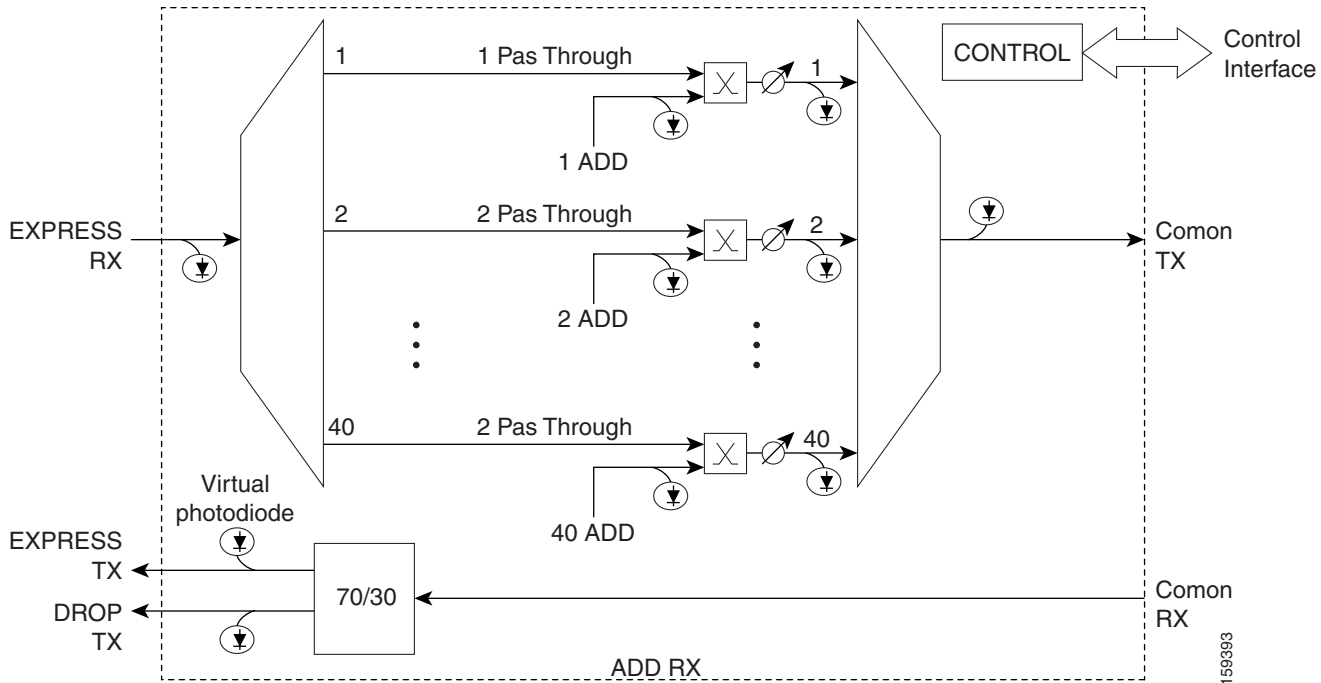 CONTROL
Control
Interface
1
1 Pas Through
1
1 ADD
EXPRESS
RX
2
2 Pas Through
2
2 ADD
Comon
TX
40
2 Pas Through
40
40 ADD
Virtual
photodiode
EXPRESS
TX
DROP
TX
70/30
Comon
RX
ADD RX
159393